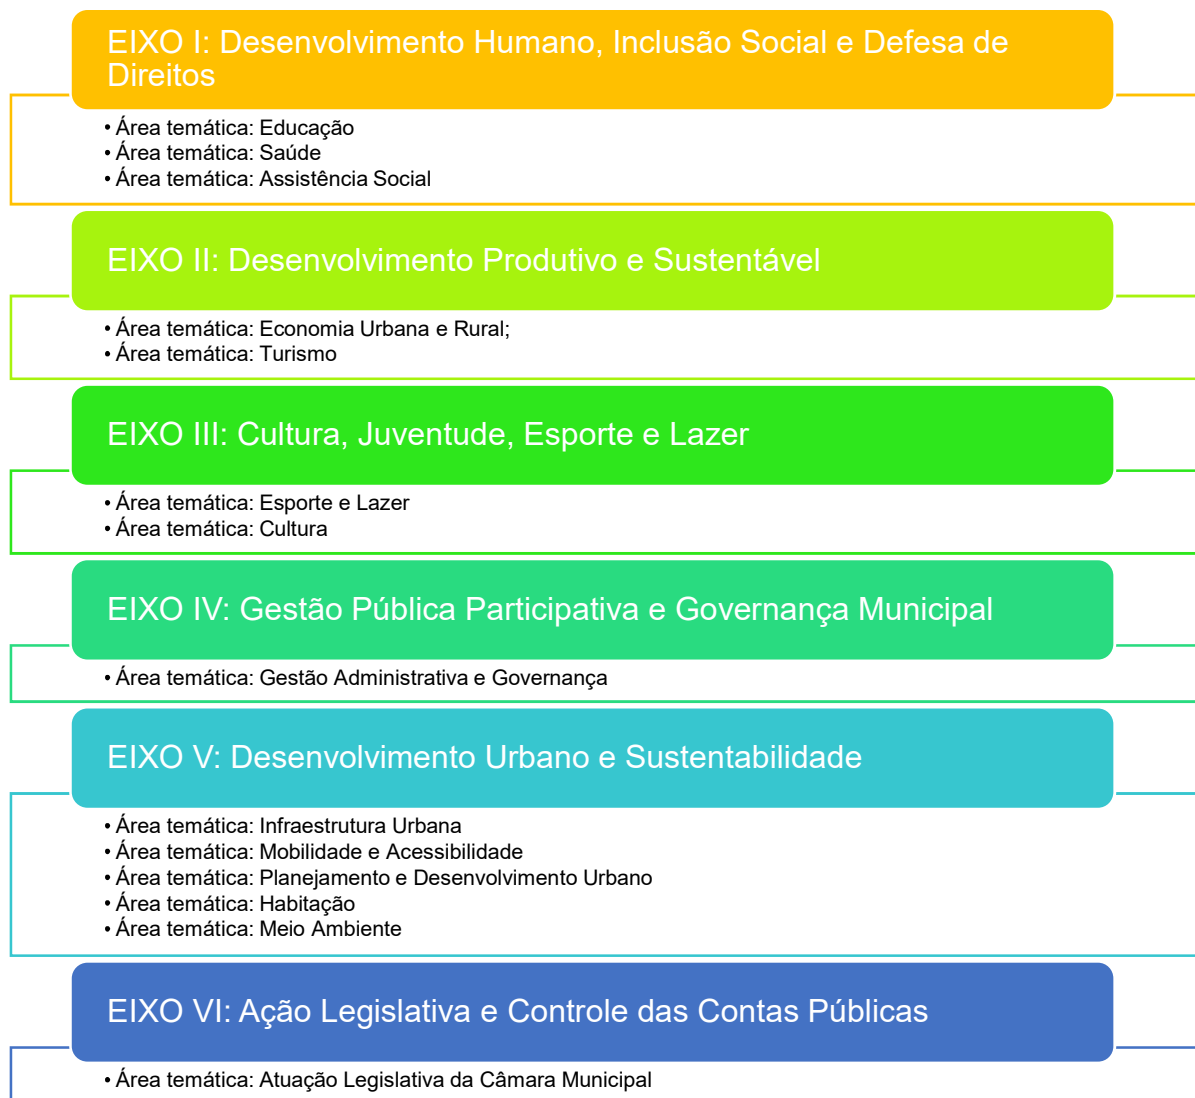 EIXO I: Desenvolvimento Humano, Inclusão Social e Defesa de
Direitos
• Área temática: Educação
• Área temática: Saúde
• Área temática: Assistência Social
EIXO II: Desenvolvimento Produtivo e Sustentável
• Área temática: Economia Urbana e Rural;
• Área temática: Turismo
EIXO III: Cultura, Juventude, Esporte e Lazer
• Área temática: Esporte e Lazer
• Área temática: Cultura
EIXO IV: Gestão Pública Participativa e Governança Municipal
• Área temática: Gestão Administrativa e Governança
EIXO V: Desenvolvimento Urbano e Sustentabilidade
• Área temática: Infraestrutura Urbana
• Área temática: Mobilidade e Acessibilidade
• Área temática: Planejamento e Desenvolvimento Urbano
• Área temática: Habitação
• Área temática: Meio Ambiente
EIXO VI: Ação Legislativa e Controle das Contas Públicas
• Área temática: Atuação Legislativa da Câmara Municipal